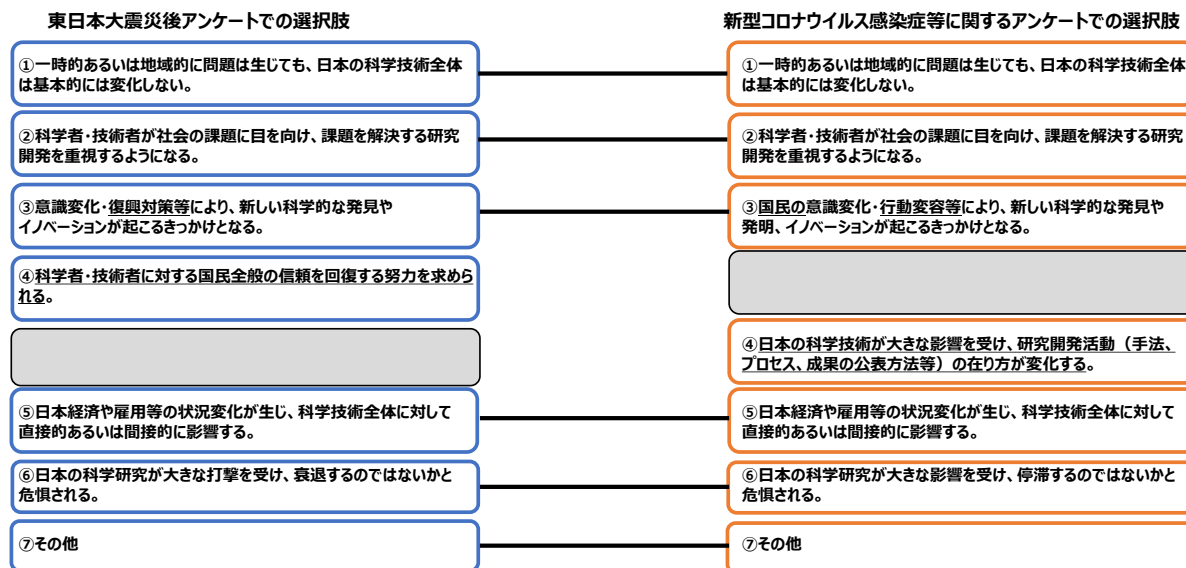 東日本大震災後アンケートでの選択肢
①一時的あるいは地域的に問題は生じても、日本の科学技術全体
は基本的には変化しない。
②科学者・技術者が社会の課題に目を向け、課題を解決する研究
開発を重視するようになる。
③意識変化・復興対策等により、新しい科学的な発見や
イノベーションが起こるきっかけとなる。
④科学者・技術者に対する国民全般の信頼を回復する努力を求めら
れる。
⑤日本経済や雇用等の状況変化が生じ、科学技術全体に対して
直接的あるいは間接的に影響する。
⑥日本の科学研究が大きな打撃を受け、衰退するのではないかと
危惧される。
⑦その他
新型コロナウイルス感染症等に関するアンケートでの選択肢
①一時的あるいは地域的に問題は生じても、日本の科学技術全体
は基本的には変化しない。
②科学者・技術者が社会の課題に目を向け、課題を解決する研究
開発を重視するようになる。
③国民の意識変化・行動変容等により、新しい科学的な発見や
発明、イノベーションが起こるきっかけとなる。
④日本の科学技術が大きな影響を受け、研究開発活動（手法、
プロセス、成果の公表方法等）の在り方が変化する。
⑤日本経済や雇用等の状況変化が生じ、科学技術全体に対して
直接的あるいは間接的に影響する。
⑥日本の科学研究が大きな影響を受け、停滞するのではないかと
危惧される。
⑦その他